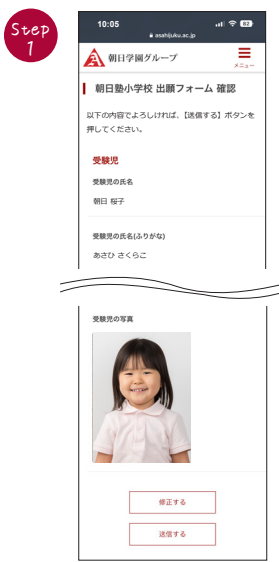 Step
1
10:05
82
asahijuku.ac.jp
朝日学園グループ
メニュー
朝日塾小学校 出願フォーム 確認
以下の内容でよろしければ、【送信する】ボタンを
押してください。
受験児
受験児の氏名
朝日 桜子
受験児の氏名(ふりがな)
あさひ さくらこ
受験児の写真
修正する
送信する